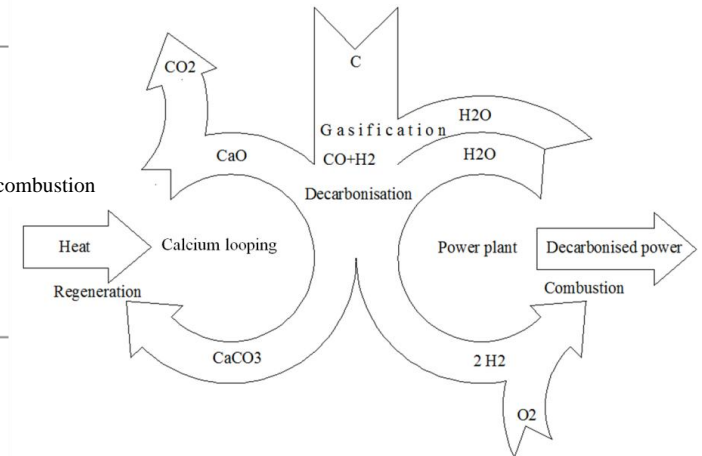 CO2
C
H2O
Gasification
CaO
CO+H2
H2O
combustion
Decarbonisation
Heat
Calcium looping
Power plant
Decarbonised power
Regeneration
Combustion
CaCO3
2 H2
O2